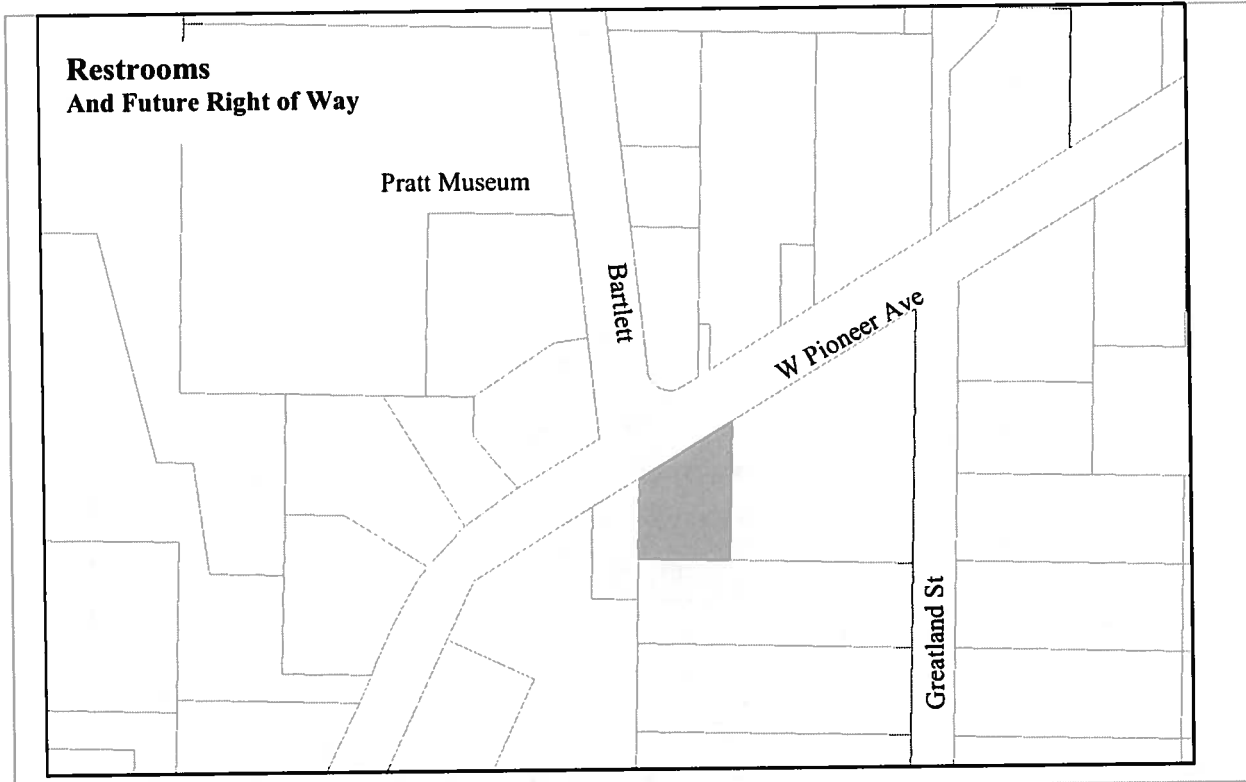 Restrooms
And Future Right of Way
Pratt Museum
Bartlett
W Pioneer Ave
Greatland St